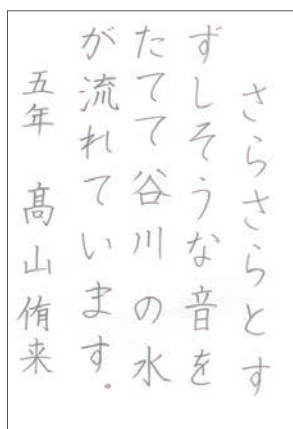 さらさらとす
ずしそうな音を
たてて谷川の水
が流れています。
五年　髙山侑来